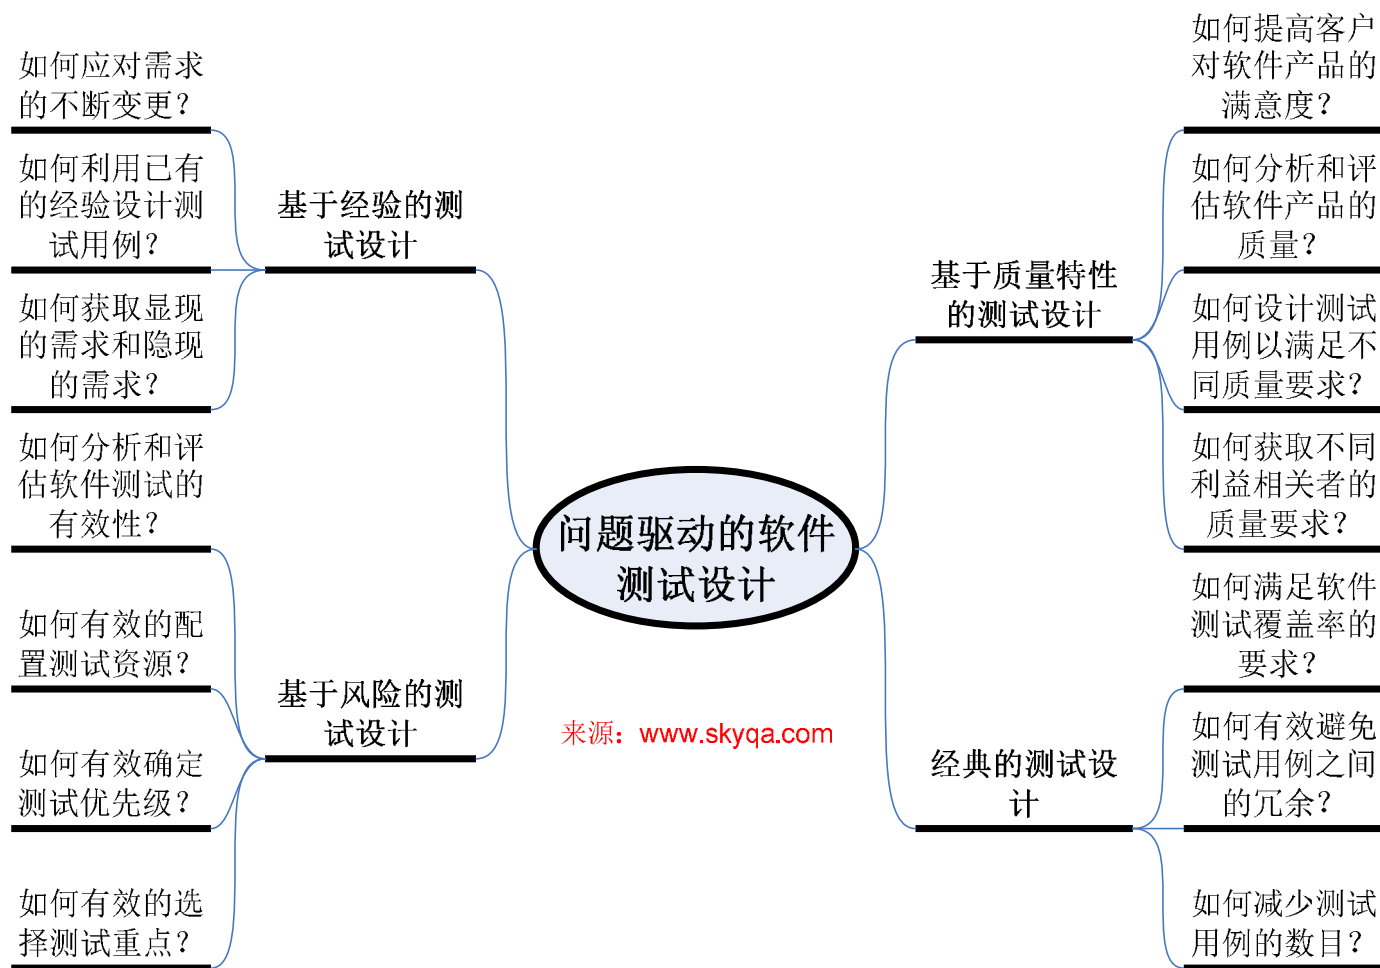 如何应对需求
的不断变更？
如何利用已有
的经验设计测
试用例？
如何获取显现
的需求和隐现
的需求？
基于经验的测
试设计
如何分析和评
估软件测试的
有效性？
如何有效的配
置测试资源？
如何有效确定
测试优先级？
如何有效的选
择测试重点？
基于风险的测
试设计
问题驱动的软件
测试设计
来源：www.skyqa.com
基于质量特性
的测试设计
如何提高客户
对软件产品的
满意度？
如何分析和评
估软件产品的
质量？
如何设计测试
用例以满足不
同质量要求？
如何获取不同
利益相关者的
质量要求？
经典的测试设
计
如何满足软件
测试覆盖率的
要求？
如何有效避免
测试用例之间
的冗余？
如何减少测试
用例的数目？